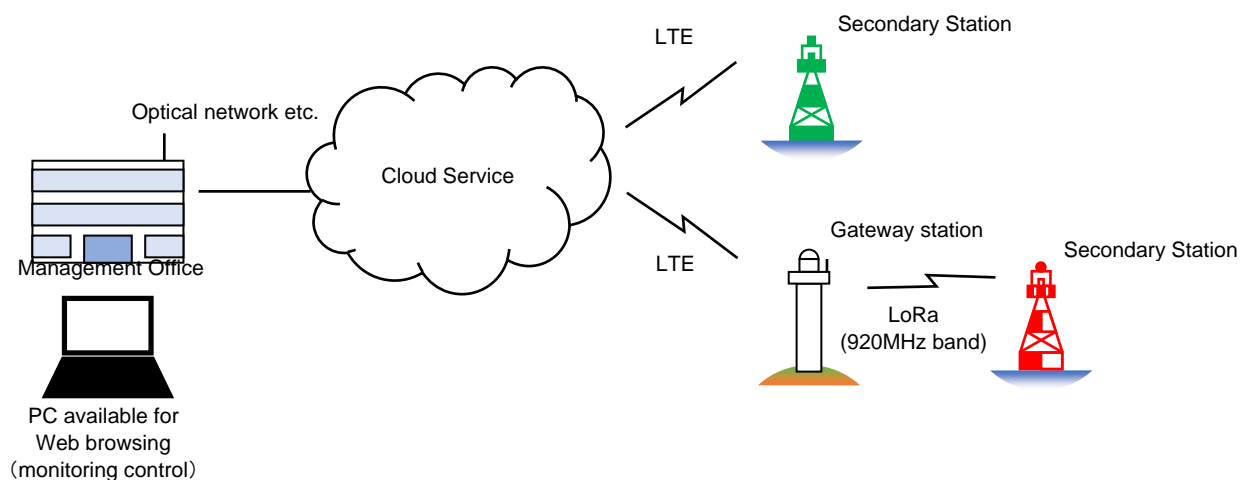 LTE
Secondary Station
Optical network etc.
Cloud Service
Gateway station
Management Office
LTE
Secondary Station
LoRa
(920MHz band)
PC available for
Web browsing
（monitoring control）